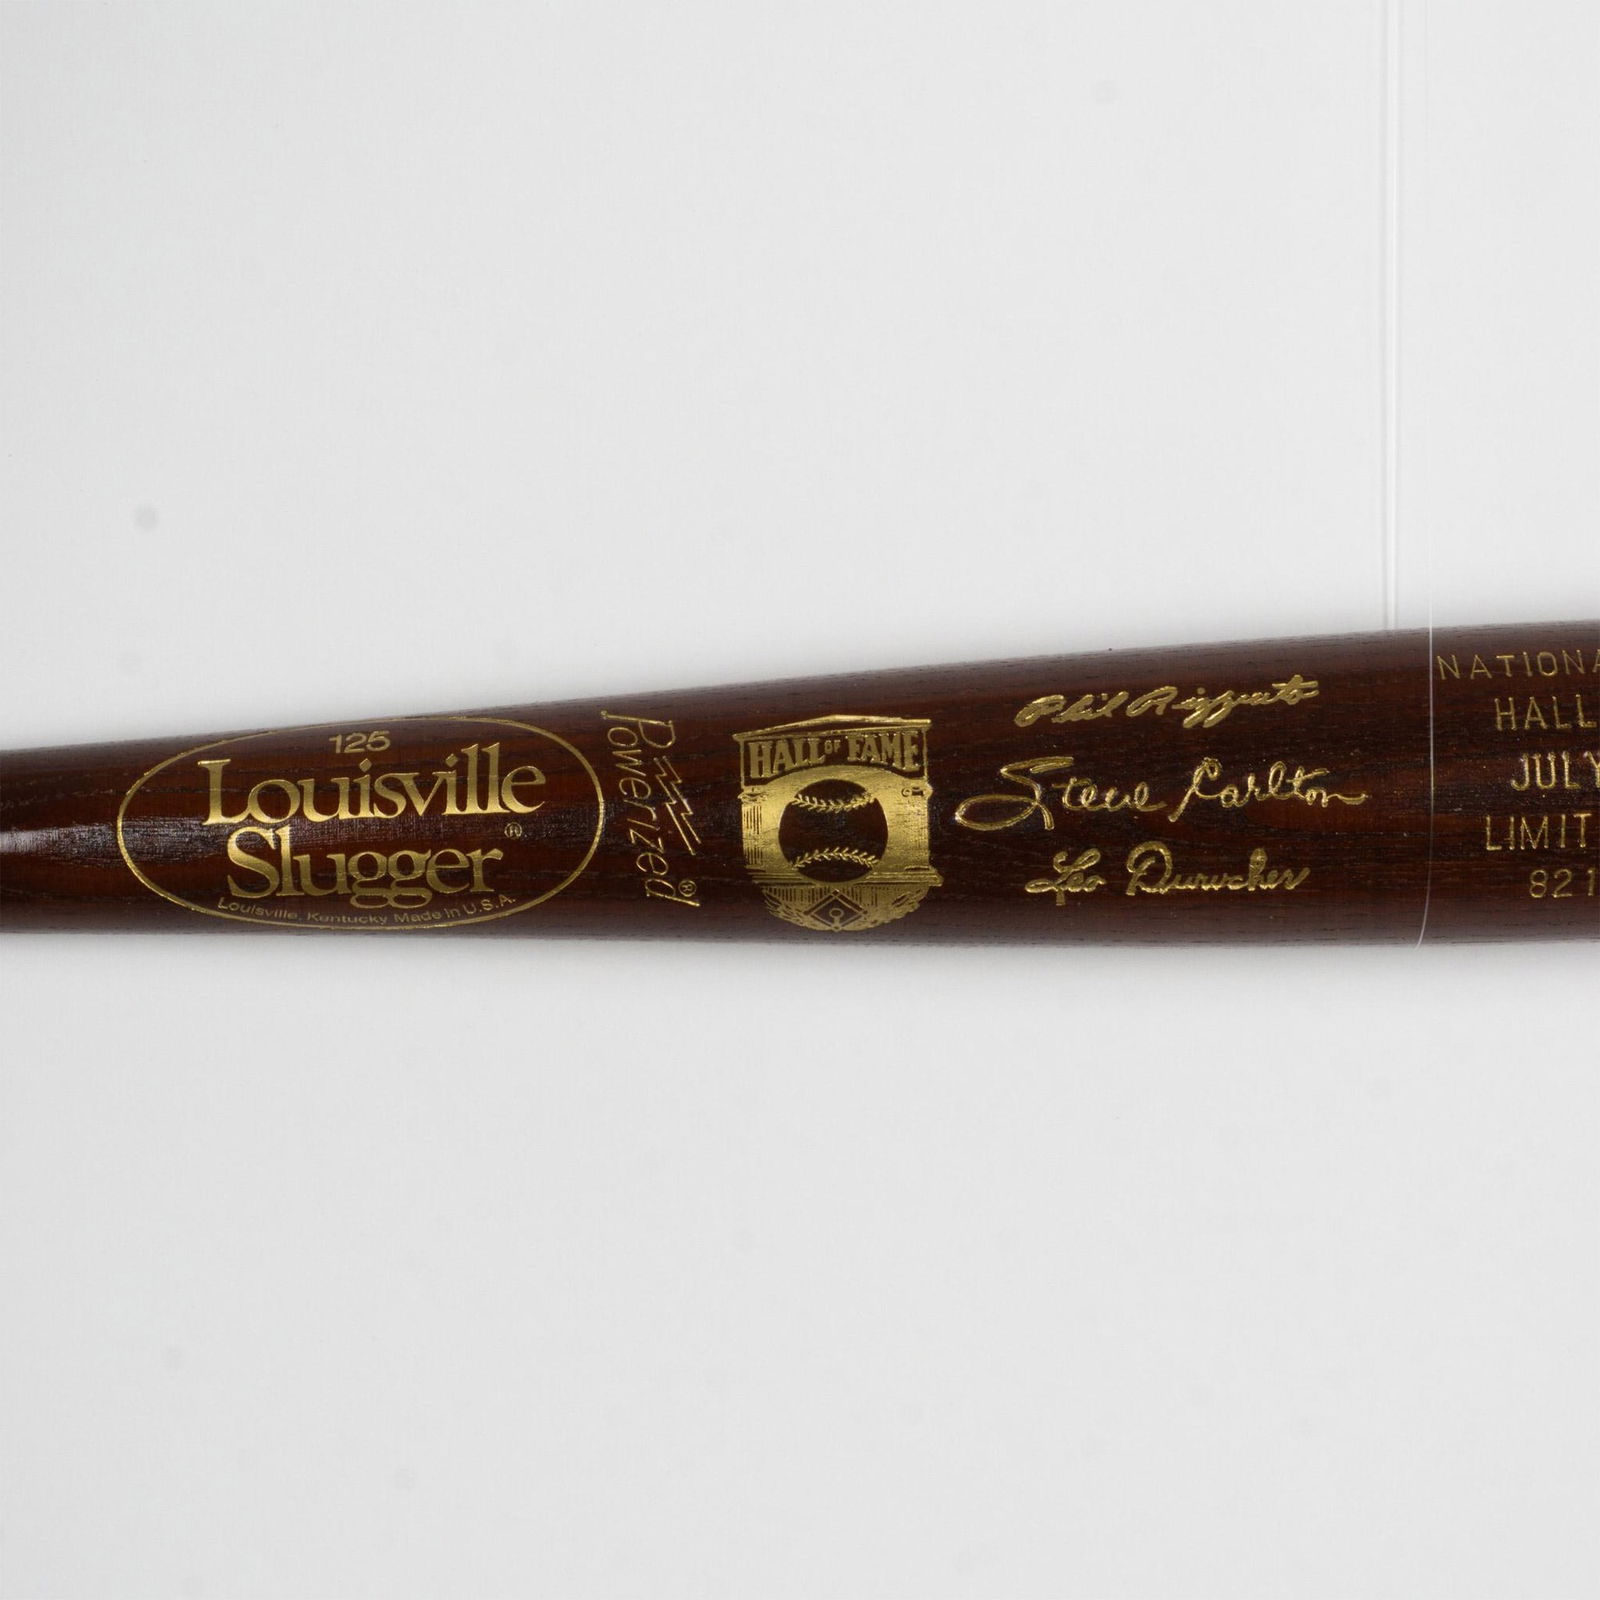 125
Louisville
Slugger®
Louisville, Kentucky Made in U.S.A.
Powerized®
HALL OF FAME
Phil Rizzuto
Steve Carlton
Leo Durocher
NATIONA
HALL
JULY
LIMIT
821